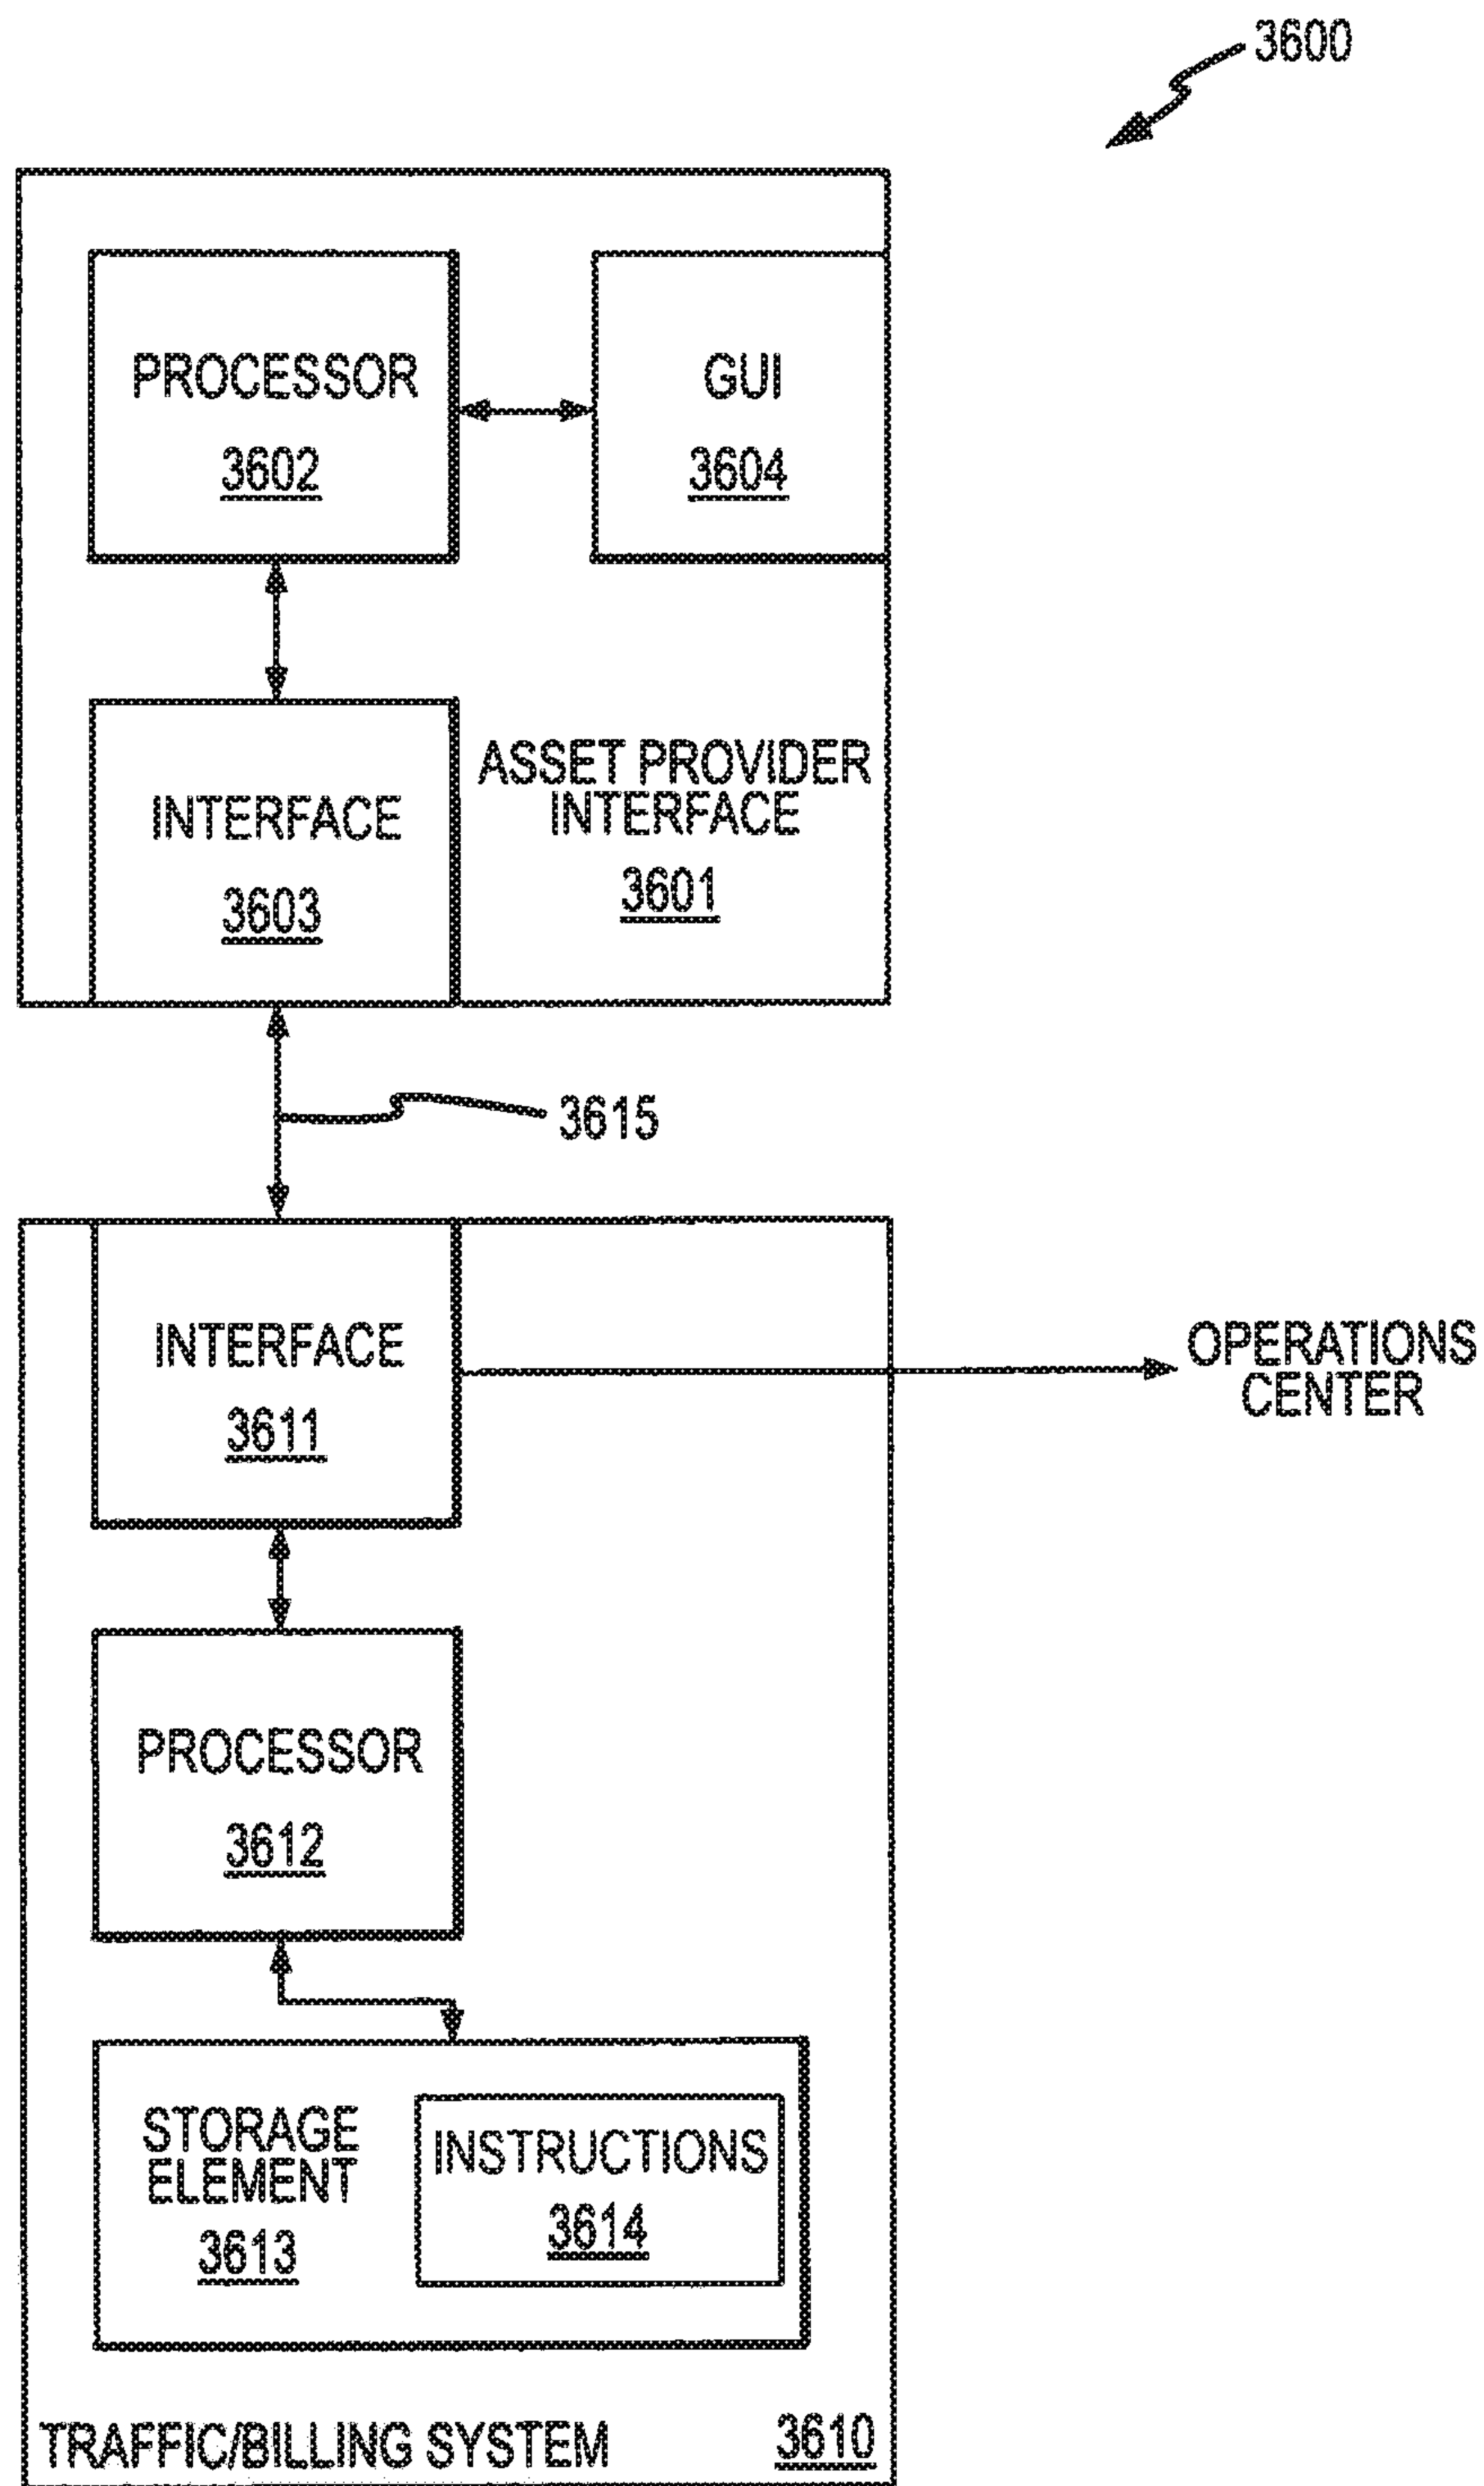 3600
PROCESSOR
3602
GUI
3604
INTERFACE
3603
ASSET PROVIDER
INTERFACE
3601
3615
INTERFACE
3611
OPERATIONS
CENTER
PROCESSOR
3612
STORAGE
ELEMENT
3613
INSTRUCTIONS
3614
TRAFFIC/BILLING SYSTEM
3610